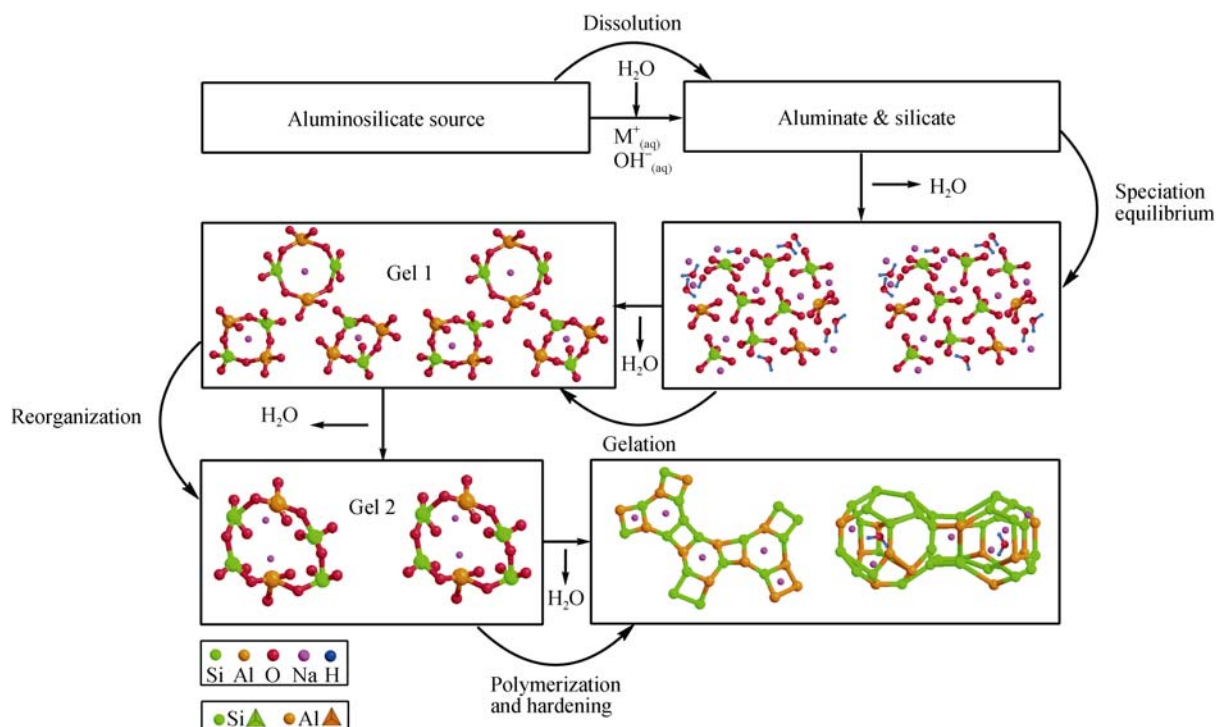 Dissolution
H₂O
Aluminosilicate source
Aluminate & silicate
M⁺(aq)
OH⁻(aq)
H₂O
Speciation
equilibrium
Gel 1
H₂O
Reorganization
H₂O
Gelation
Gel 2
H₂O
Si Al O Na H
Polymerization
and hardening
Si Al